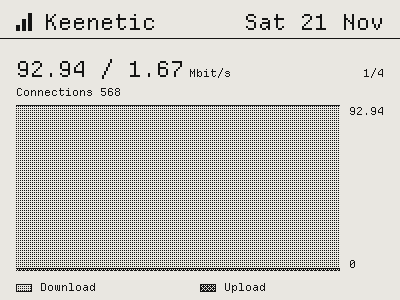 Keenetic Sat 21 Nov
92.94 / 1.67 Mbit/s 1/4
Connections 568
92.94
0
Download Upload